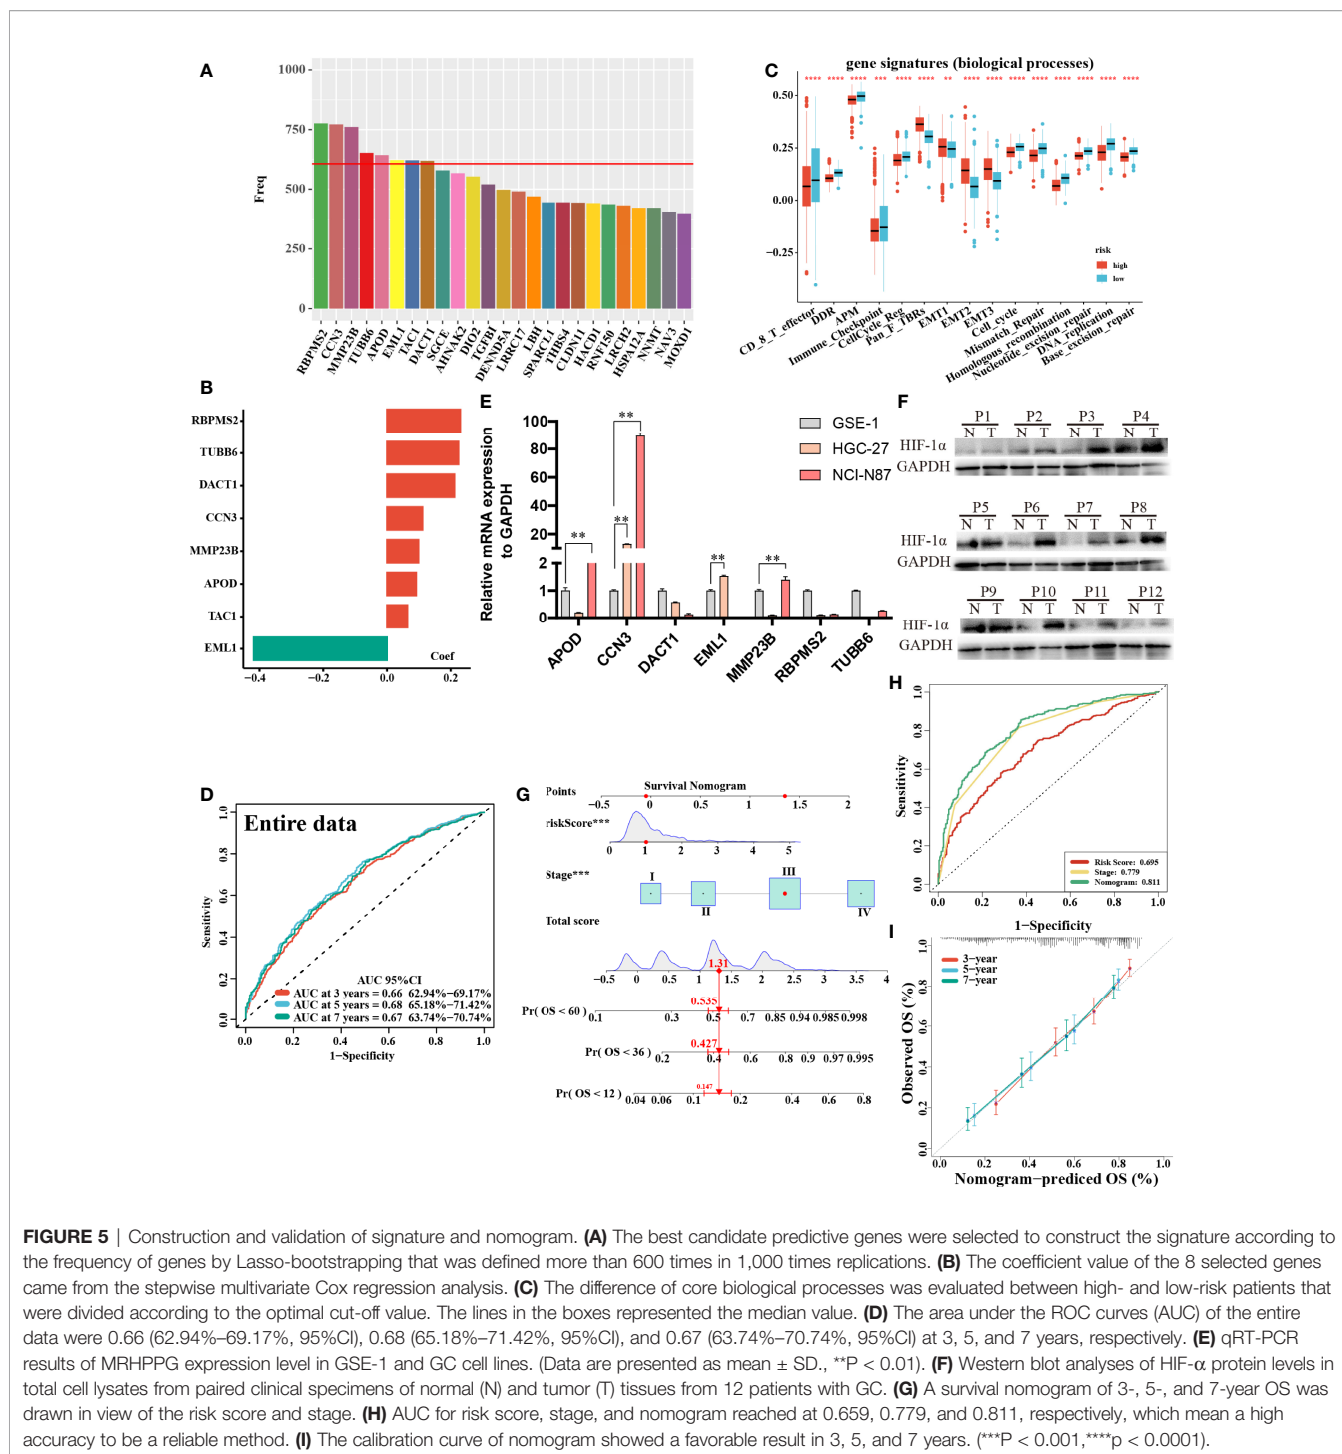 A
1000
750
500
250
0
Freq
RBPMS2
CCN3
MMP23B
TUBB6
APOD
EML1
TAC1
DACT1
SGCE
AHNAK2
DIO2
TGFBI
DENND5A
LRRC17
LBH
SPARCL1
THBS4
CLDN11
HACD1
RNF150
LRCH2
HSPA12A
NNMT
NAV3
MOXD1
C
gene signatures (biological processes)
**** **** **** *** **** **** ** **** **** **** **** **** **** **** ****
0.50
0.25
0.00
−0.25
risk
high
low
CD_8_T_effector
DDR
APM
Immune_Checkpoint
CellCycle_Reg
Pan_F_TBRs
EMT1
EMT2
EMT3
Cell_cycle
Mismatch_Repair
Homologous_recombination
Nucleotide_excision_repair
DNA_replication
Base_excision_repair
B
RBPMS2
TUBB6
DACT1
CCN3
MMP23B
APOD
TAC1
EML1
Coef
−0.4 −0.2 0.0 0.2
E
Relative mRNA expression
to GAPDH
100
80
60
40
20
2
1
0
** ** ** ** **
GSE-1
HGC-27
NCI-N87
APOD
CCN3
DACT1
EML1
MMP23B
RBPMS2
TUBB6
F
P1 P2 P3 P4
N T N T N T N T
HIF-1α
GAPDH
P5 P6 P7 P8
N T N T N T N T
HIF-1α
GAPDH
P9 P10 P11 P12
N T N T N T N T
HIF-1α
GAPDH
D
Entire data
Sensitivity
0.0 0.2 0.4 0.6 0.8 1.0
AUC 95%CI
AUC at 3 years = 0.66 62.94%−69.17%
AUC at 5 years = 0.68 65.18%−71.42%
AUC at 7 years = 0.67 63.74%−70.74%
0.0 0.2 0.4 0.6 0.8 1.0
1−Specificity
G
Survival Nomogram
Points
−0.5 0 0.5 1 1.5 2
riskScore***
0 1 2 3 4 5
Stage***
I
II
III
IV
Total score
1.31
−0.5 0 0.5 1 1.5 2 2.5 3 3.5 4
0.535
Pr( OS < 60 )
0.1 0.3 0.5 0.7 0.85 0.94 0.985 0.998
0.427
Pr( OS < 36 )
0.2 0.4 0.6 0.8 0.9 0.97 0.995
0.147
Pr( OS < 12 )
0.04 0.06 0.1 0.2 0.4 0.6 0.8
H
Sensitivity
0.0 0.2 0.4 0.6 0.8 1.0
Risk Score: 0.695
Stage: 0.779
Nomogram: 0.811
0.0 0.2 0.4 0.6 0.8 1.0
1−Specificity
I
Observed OS (%)
0.0 0.2 0.4 0.6 0.8 1.0
3−year
5−year
7−year
0.0 0.2 0.4 0.6 0.8 1.0
Nomogram−prediced OS (%)
FIGURE 5 | Construction and validation of signature and nomogram. (A) The best candidate predictive genes were selected to construct the signature according to
the frequency of genes by Lasso-bootstrapping that was defined more than 600 times in 1,000 times replications. (B) The coefficient value of the 8 selected genes
came from the stepwise multivariate Cox regression analysis. (C) The difference of core biological processes was evaluated between high- and low-risk patients that
were divided according to the optimal cut-off value. The lines in the boxes represented the median value. (D) The area under the ROC curves (AUC) of the entire
data were 0.66 (62.94%–69.17%, 95%CI), 0.68 (65.18%–71.42%, 95%CI), and 0.67 (63.74%–70.74%, 95%CI) at 3, 5, and 7 years, respectively. (E) qRT-PCR
results of MRHPPG expression level in GSE-1 and GC cell lines. (Data are presented as mean ± SD., **P < 0.01). (F) Western blot analyses of HIF-α protein levels in
total cell lysates from paired clinical specimens of normal (N) and tumor (T) tissues from 12 patients with GC. (G) A survival nomogram of 3-, 5-, and 7-year OS was
drawn in view of the risk score and stage. (H) AUC for risk score, stage, and nomogram reached at 0.659, 0.779, and 0.811, respectively, which mean a high
accuracy to be a reliable method. (I) The calibration curve of nomogram showed a favorable result in 3, 5, and 7 years. (***P < 0.001,****p < 0.0001).